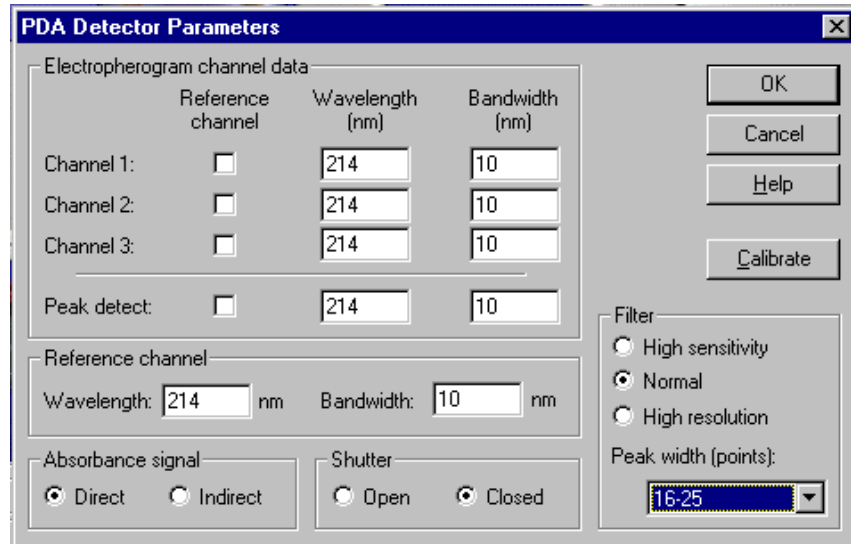 PDA Detector Parameters
Electropherogram channel data
Reference channel
Wavelength (nm)
Bandwidth (nm)
Channel 1: 214 10
Channel 2: 214 10
Channel 3: 214 10
Peak detect: 214 10
Reference channel
Wavelength: 214 nm Bandwidth: 10 nm
Absorbance signal
Direct Indirect
Shutter
Open Closed
OK
Cancel
Help
Calibrate
Filter
High sensitivity
Normal
High resolution
Peak width (points):
16-25